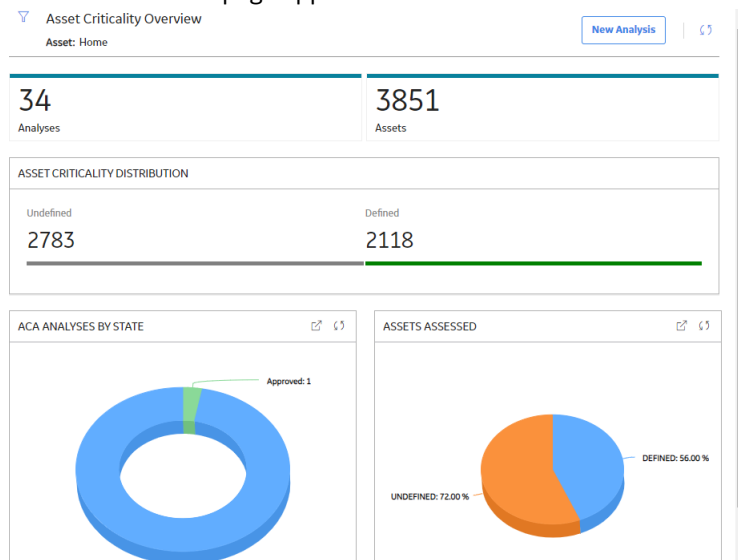 Asset Criticality Overview
Asset: Home
New Analysis
34
Analyses
3851
Assets
ASSET CRITICALITY DISTRIBUTION
Undefined
2783
Defined
2118
ACA ANALYSES BY STATE
Approved: 1
ASSETS ASSESSED
DEFINED: 56.00 %
UNDEFINED: 72.00 %